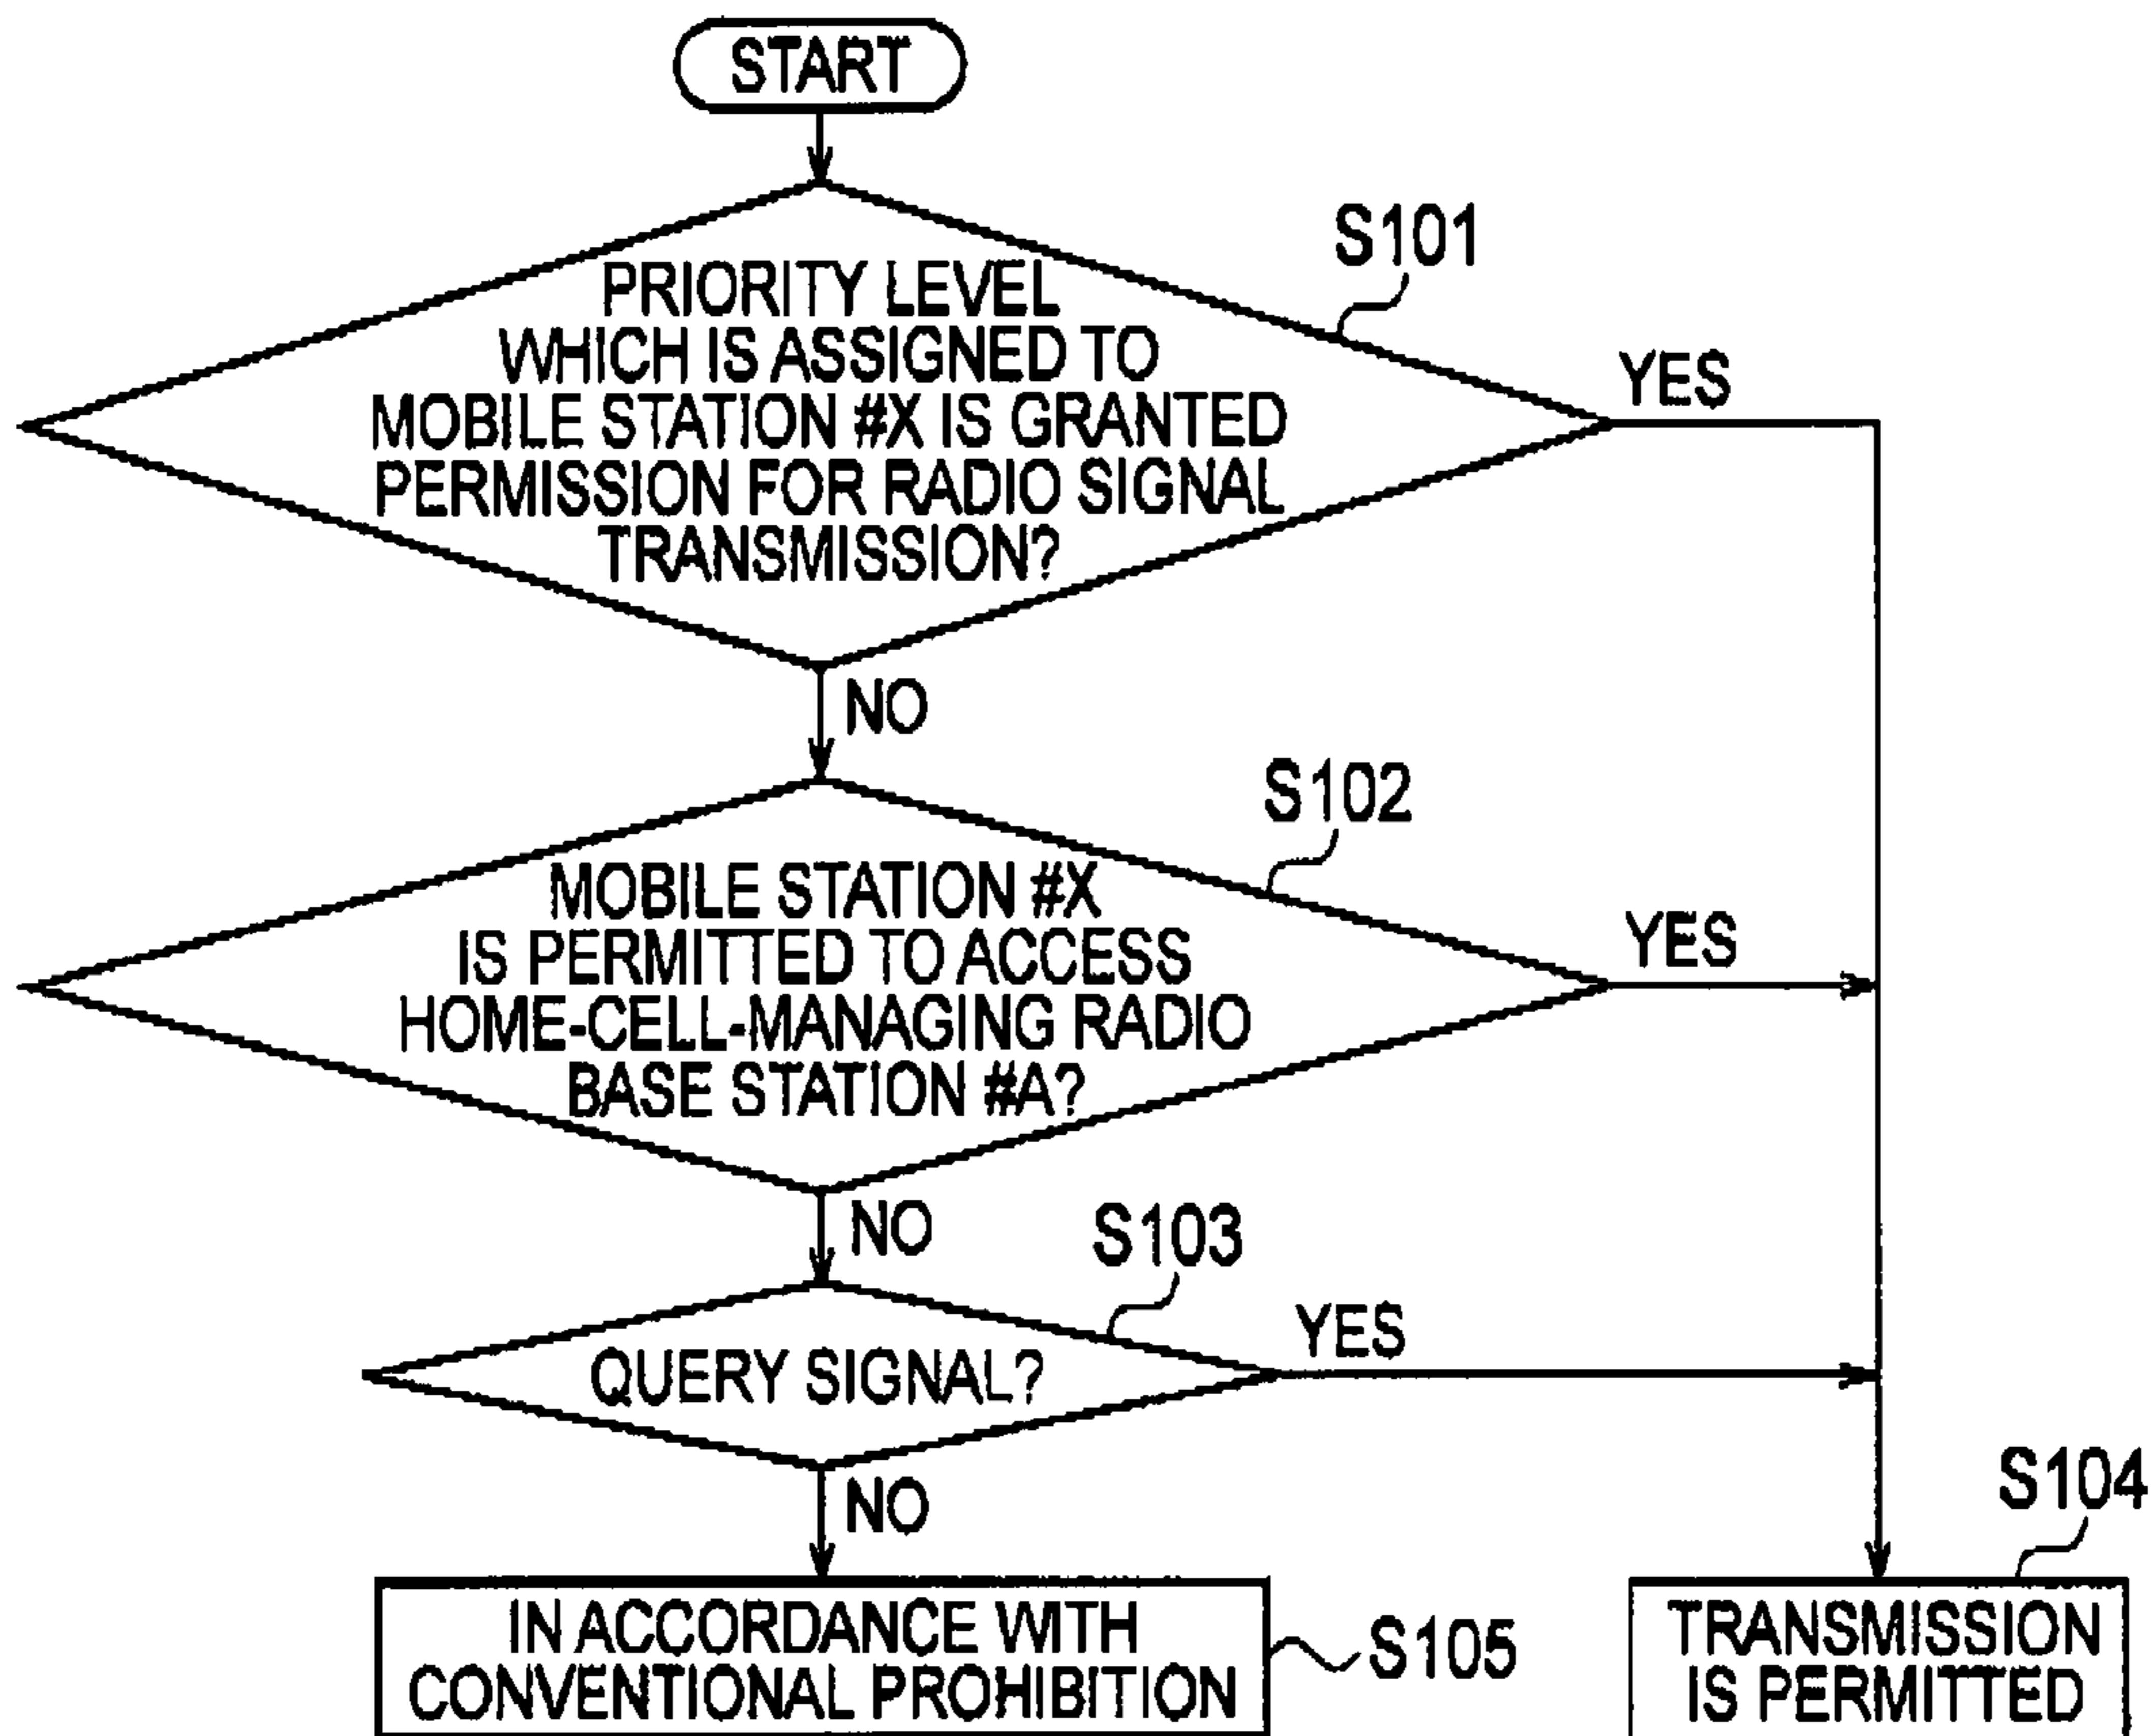 START
S101
PRIORITY LEVEL
WHICH IS ASSIGNED TO
MOBILE STATION #X IS GRANTED
PERMISSION FOR RADIO SIGNAL
TRANSMISSION?
YES
NO
S102
MOBILE STATION #X
IS PERMITTED TO ACCESS
HOME-CELL-MANAGING RADIO
BASE STATION #A?
YES
NO
S103
QUERY SIGNAL?
YES
NO
S104
IN ACCORDANCE WITH
CONVENTIONAL PROHIBITION
S105
TRANSMISSION
IS PERMITTED